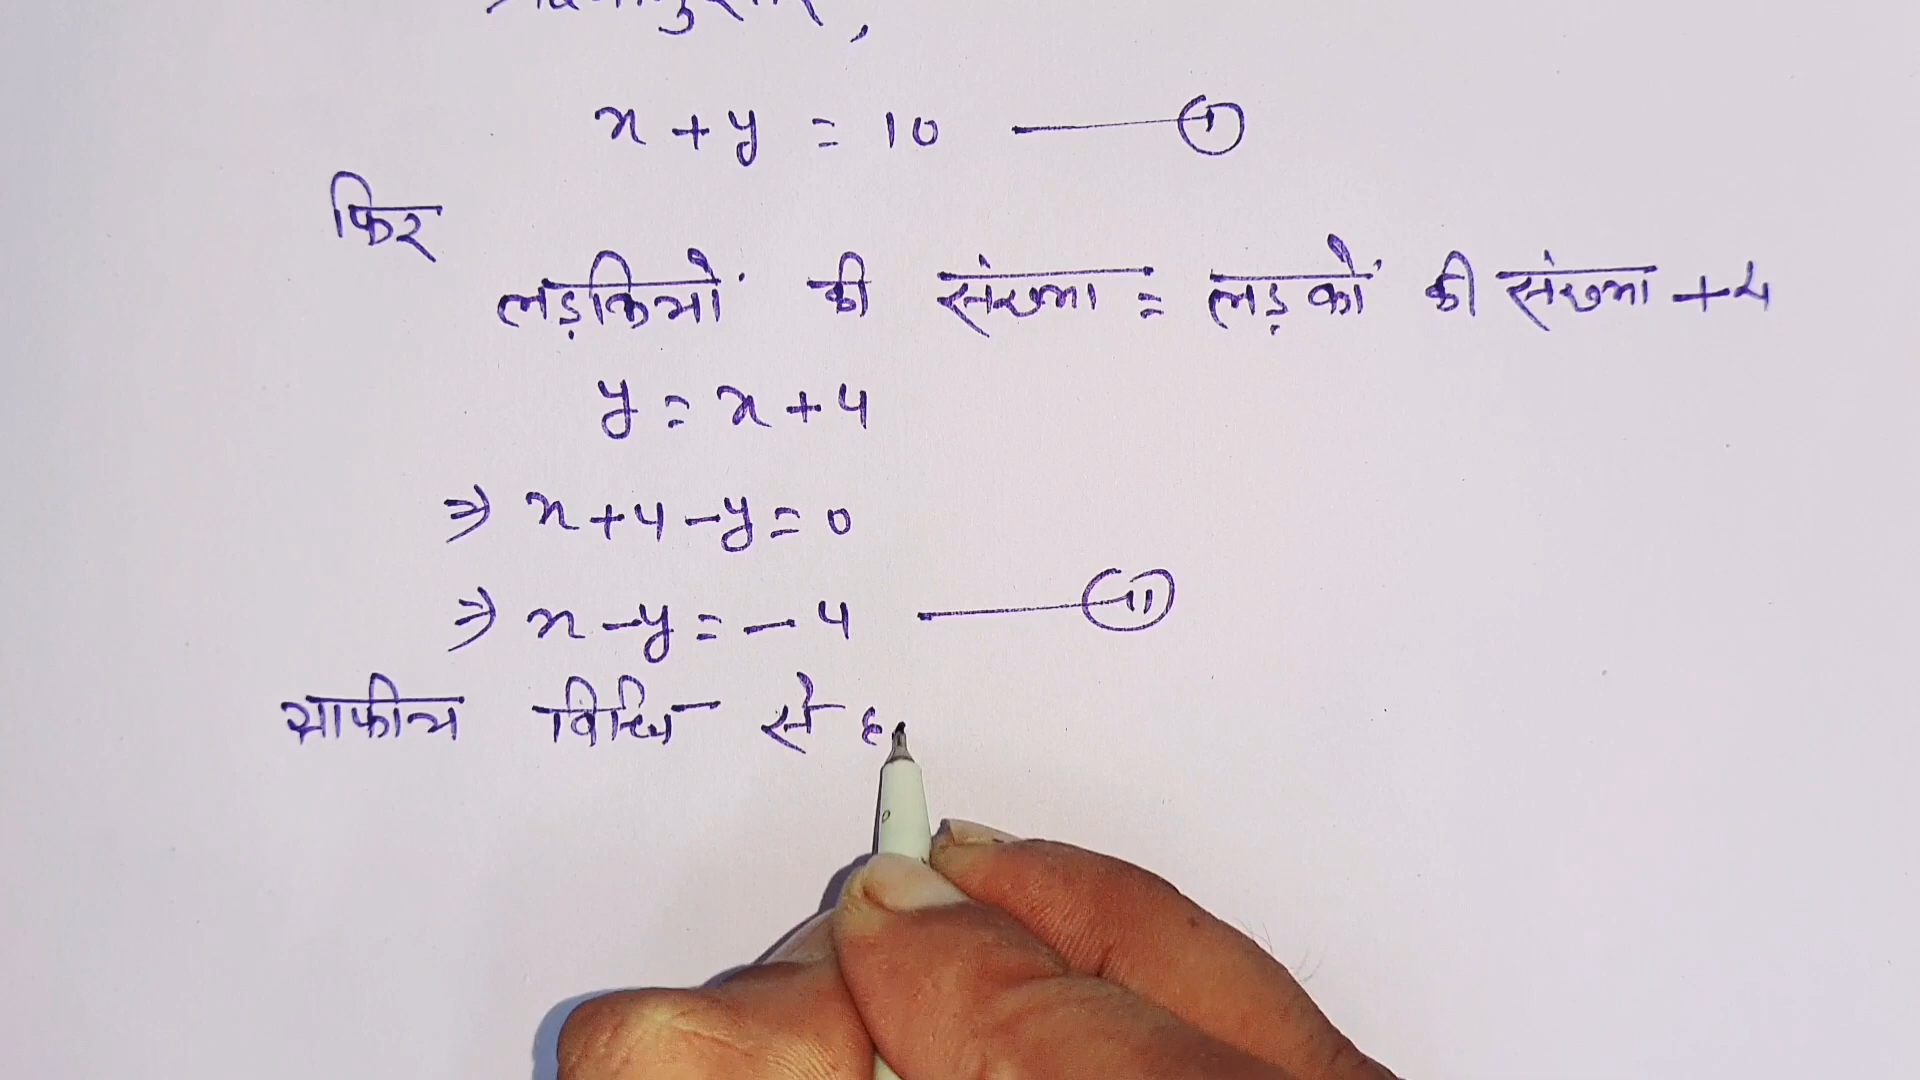 x + y = 10 —— (i)
फिर
लड़कियों की संख्या = लड़कों की संख्या + 4
y = x + 4
⇒ x + 4 - y = 0
⇒ x - y = - 4 —— (ii)
ग्राफीय विधि से